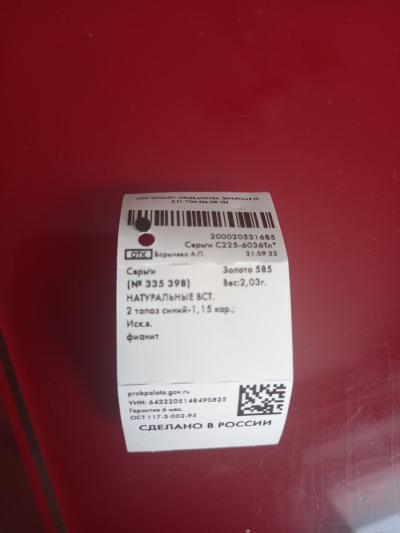 200020531685
Серьги С225-6036Тл*
ОТК Борычева А.П. 21.09.22
Серьги Золото 585
(№ 335 398) Вес:2,03г.
НАТУРАЛЬНЫЕ ВСТ.
2 топаз синий-1,15 кар.;
Иск.в.
фианит
probpalata.gov.ru
УИН: 6432205148490825
Гарантия 6 мес.
ОСТ 117-3-002-95
СДЕЛАНО В РОССИИ